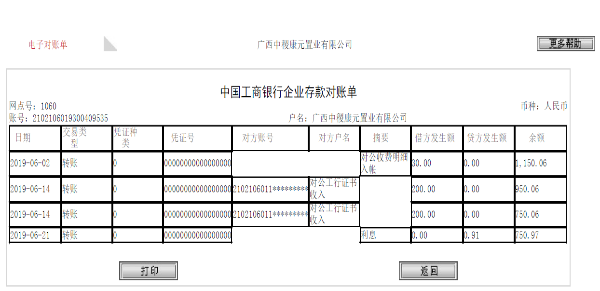 电子对账单 广西中稷康元置业有限公司 更多帮助
中国工商银行企业存款对账单
网点号：1060 币种：人民币
账号：2102106019300409535 户名：广西中稷康元置业有限公司
日期 交易类型 凭证种类 凭证号 对方账号 对方户名 摘要 借方发生额 贷方发生额 余额
2019-06-02 转账 0 00000000000000000 对公收费明细入账 30.00 0.00 1,150.06
2019-06-14 转账 0 00000000000000000 2102106011********* 对公工行证书收入 200.00 0.00 950.06
2019-06-14 转账 0 00000000000000000 2102106011********* 对公工行证书收入 200.00 0.00 750.06
2019-06-21 转账 0 00000000000000000 利息 0.00 0.91 750.97
打印 返回